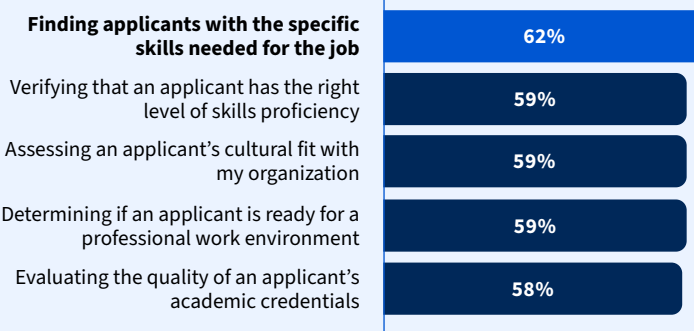 Finding applicants with the specific
skills needed for the job
62%
Verifying that an applicant has the right
level of skills proficiency
59%
Assessing an applicant’s cultural fit with
my organization
59%
Determining if an applicant is ready for a
professional work environment
59%
Evaluating the quality of an applicant’s
academic credentials
58%